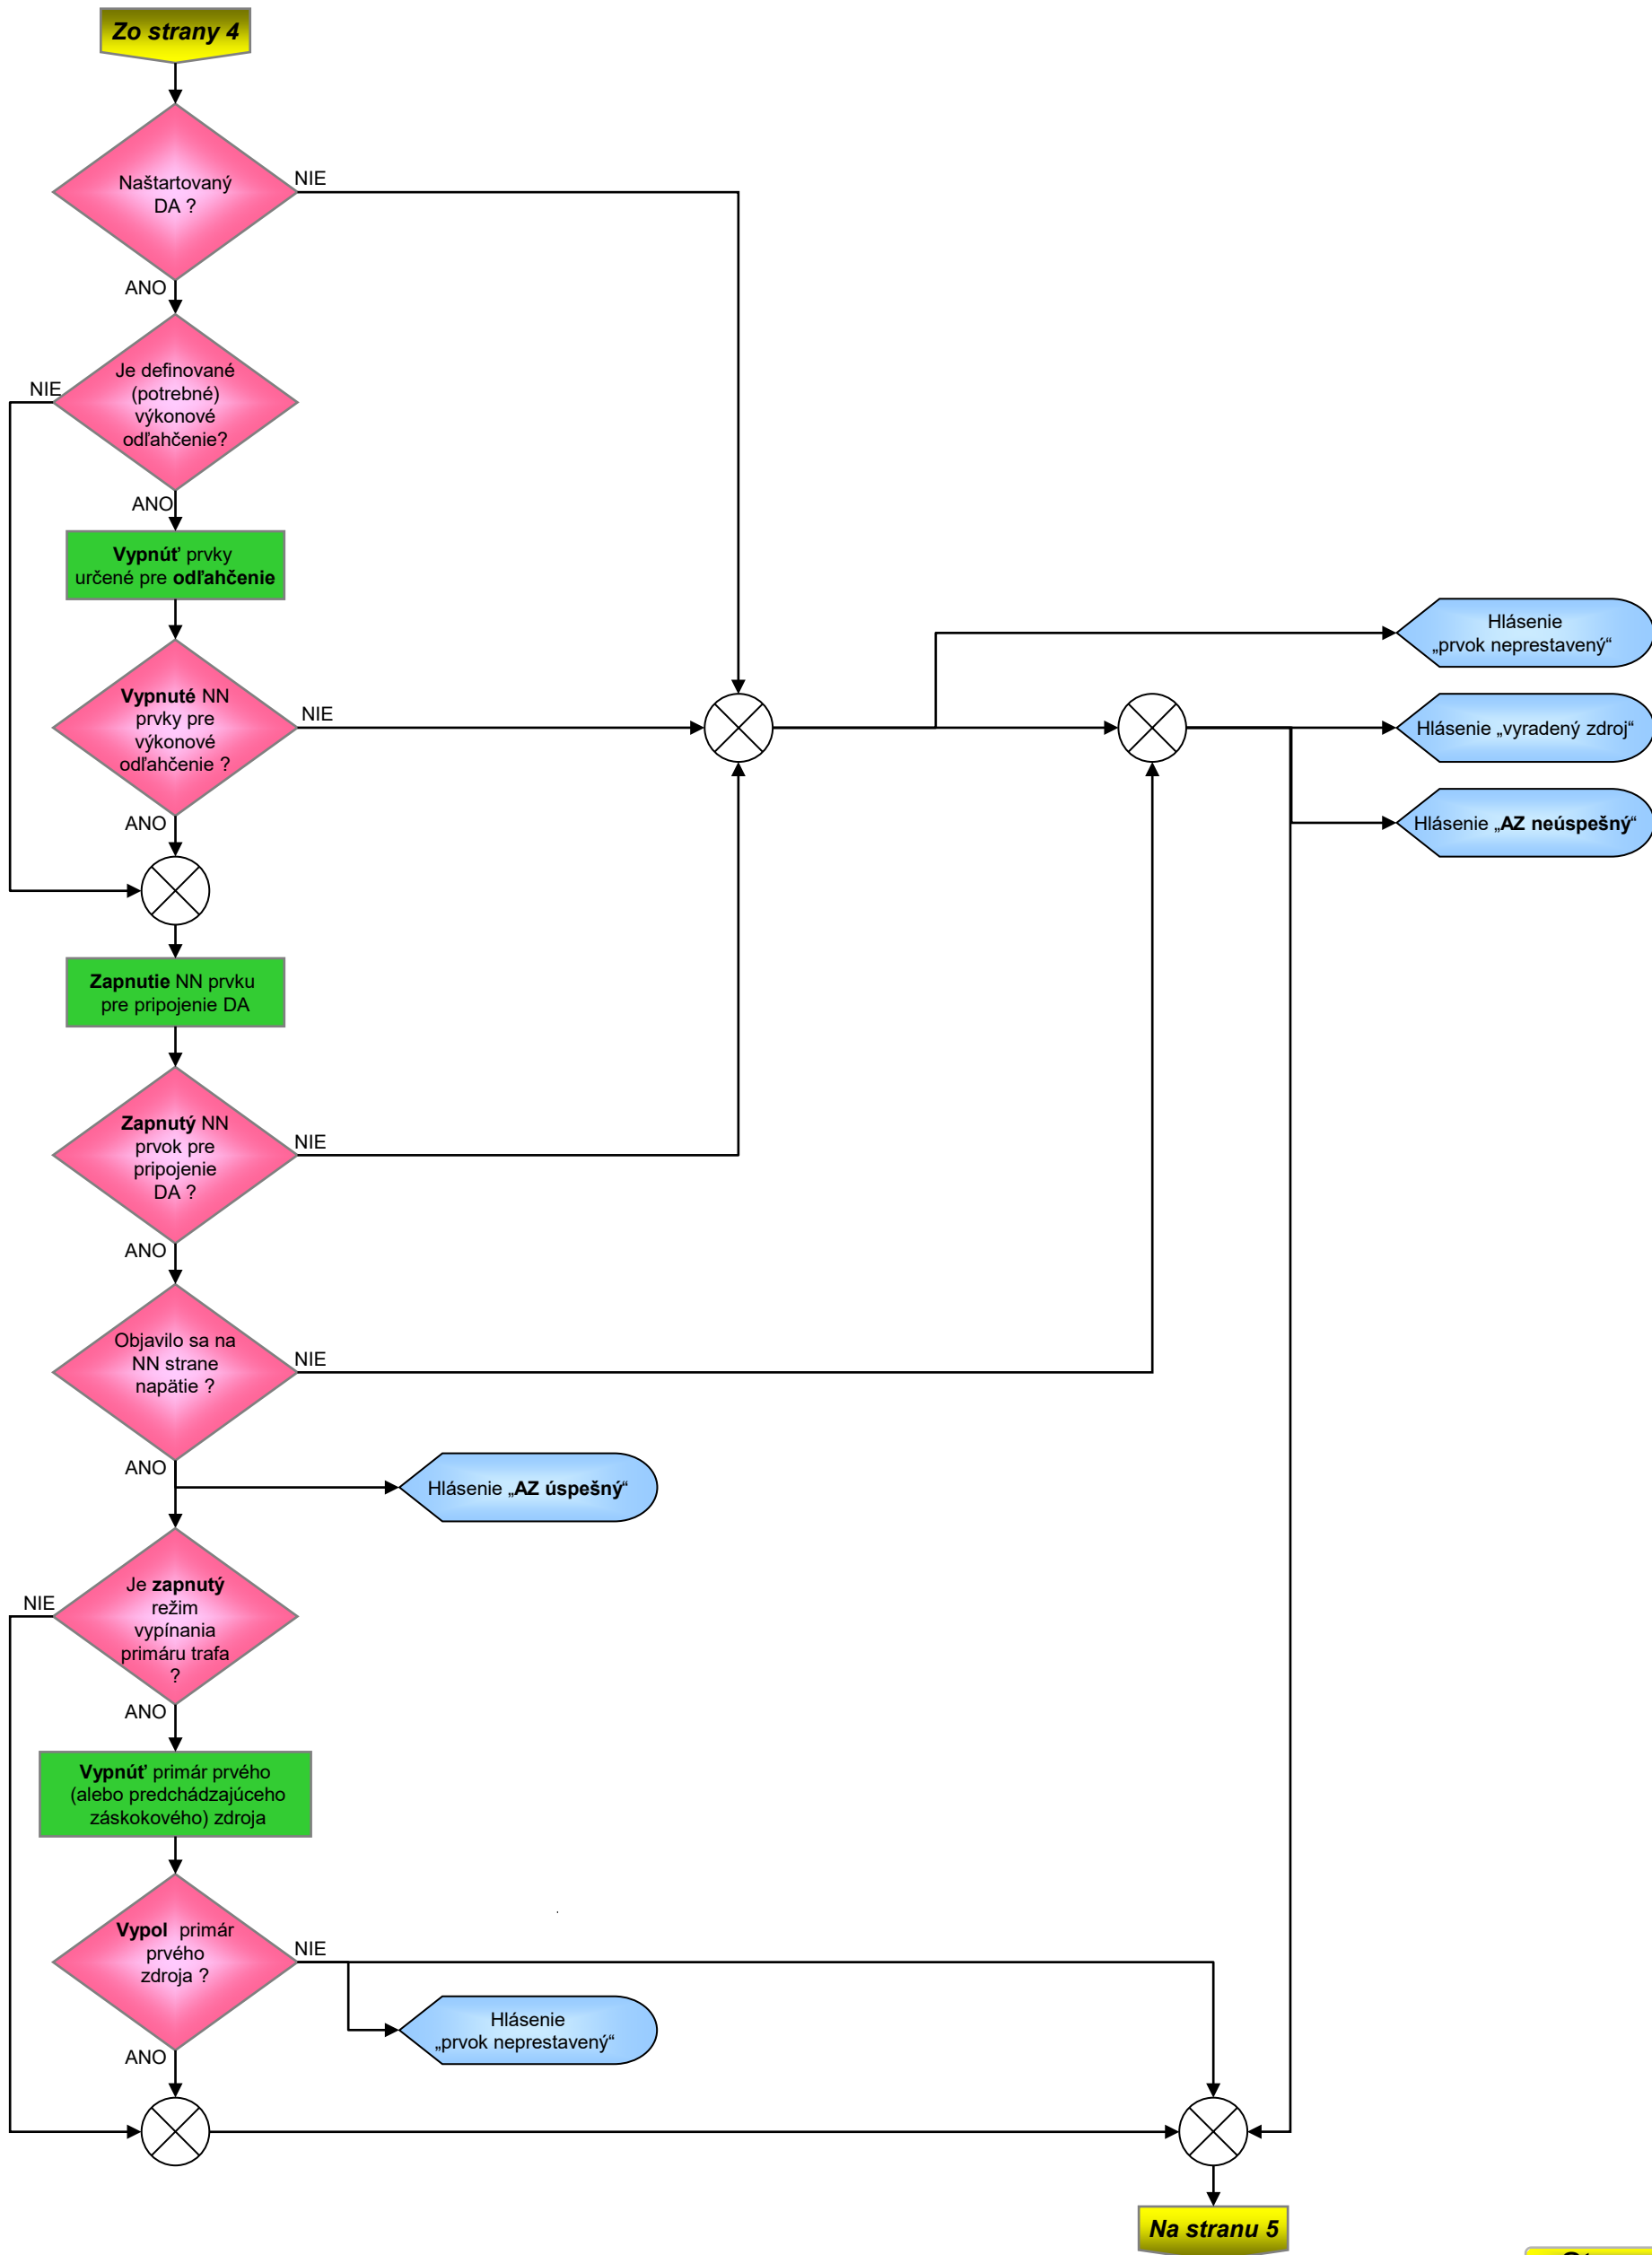 Zo strany 4
Naštartovaný
DA ?
NIE
ANO
Je definované
(potrebné)
výkonové
odľahčenie?
NIE
ANO
Vypnúť prvky
určené pre odľahčenie
Vypnuté NN
prvky pre
výkonové
odľahčenie ?
NIE
ANO
Hlásenie
„prvok neprestavený“
Hlásenie „vyradený zdroj“
Hlásenie „AZ neúspešný“
Zapnutie NN prvku
pre pripojenie DA
Zapnutý NN
prvok pre
pripojenie
DA ?
NIE
ANO
Objavilo sa na
NN strane
napätie ?
NIE
ANO
Hlásenie „AZ úspešný“
Je zapnutý
režim
vypínania
primáru trafa
?
NIE
ANO
Vypnúť primár prvého
(alebo predchádzajúceho
záskokového) zdroja
Vypol primár
prvého
zdroja ?
NIE
ANO
Hlásenie
„prvok neprestavený“
Na stranu 5